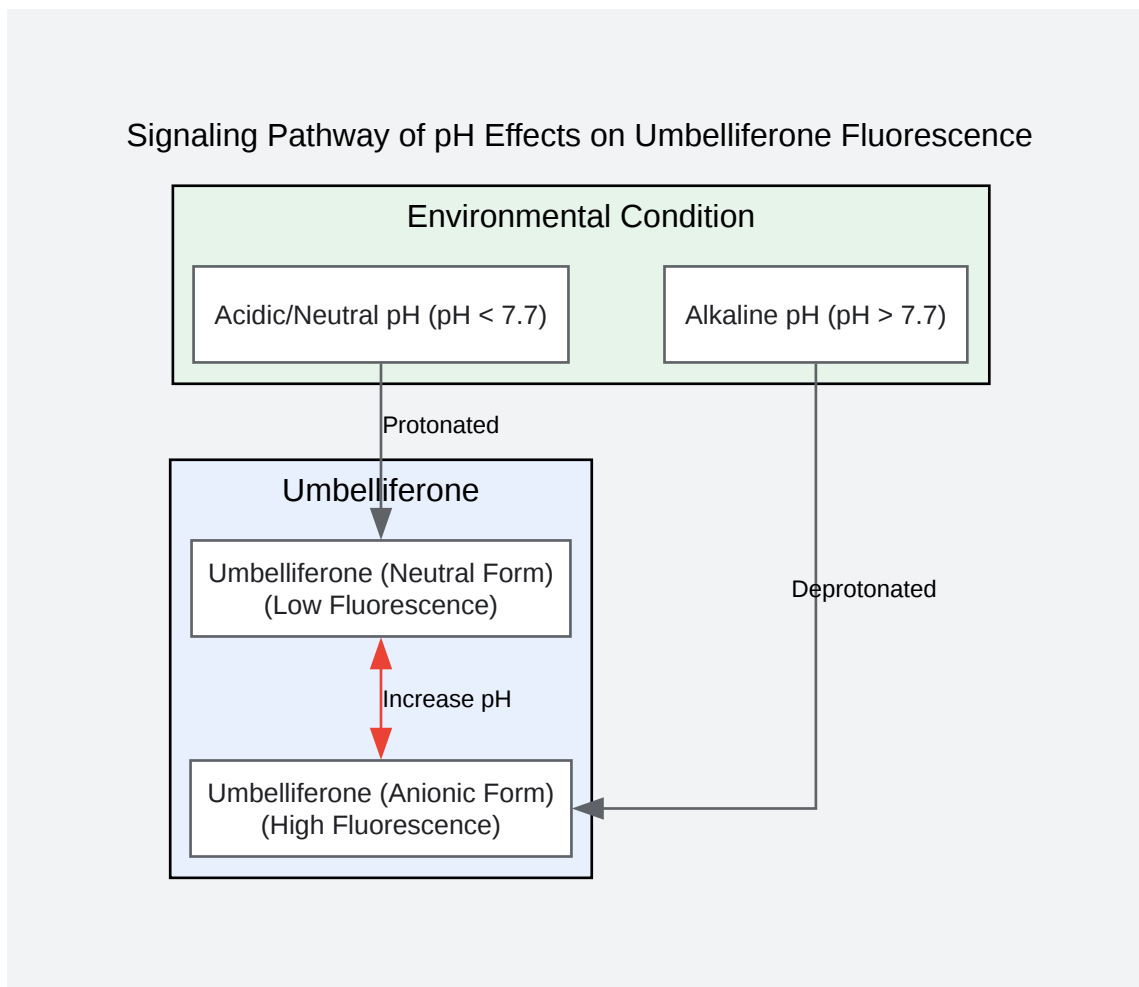 Signaling Pathway of pH Effects on Umbelliferone Fluorescence
Environmental Condition
Acidic/Neutral pH (pH < 7.7)
Alkaline pH (pH > 7.7)
Protonated
Umbelliferone
Umbelliferone (Neutral Form)
(Low Fluorescence)
Deprotonated
Increase pH
Umbelliferone (Anionic Form)
(High Fluorescence)